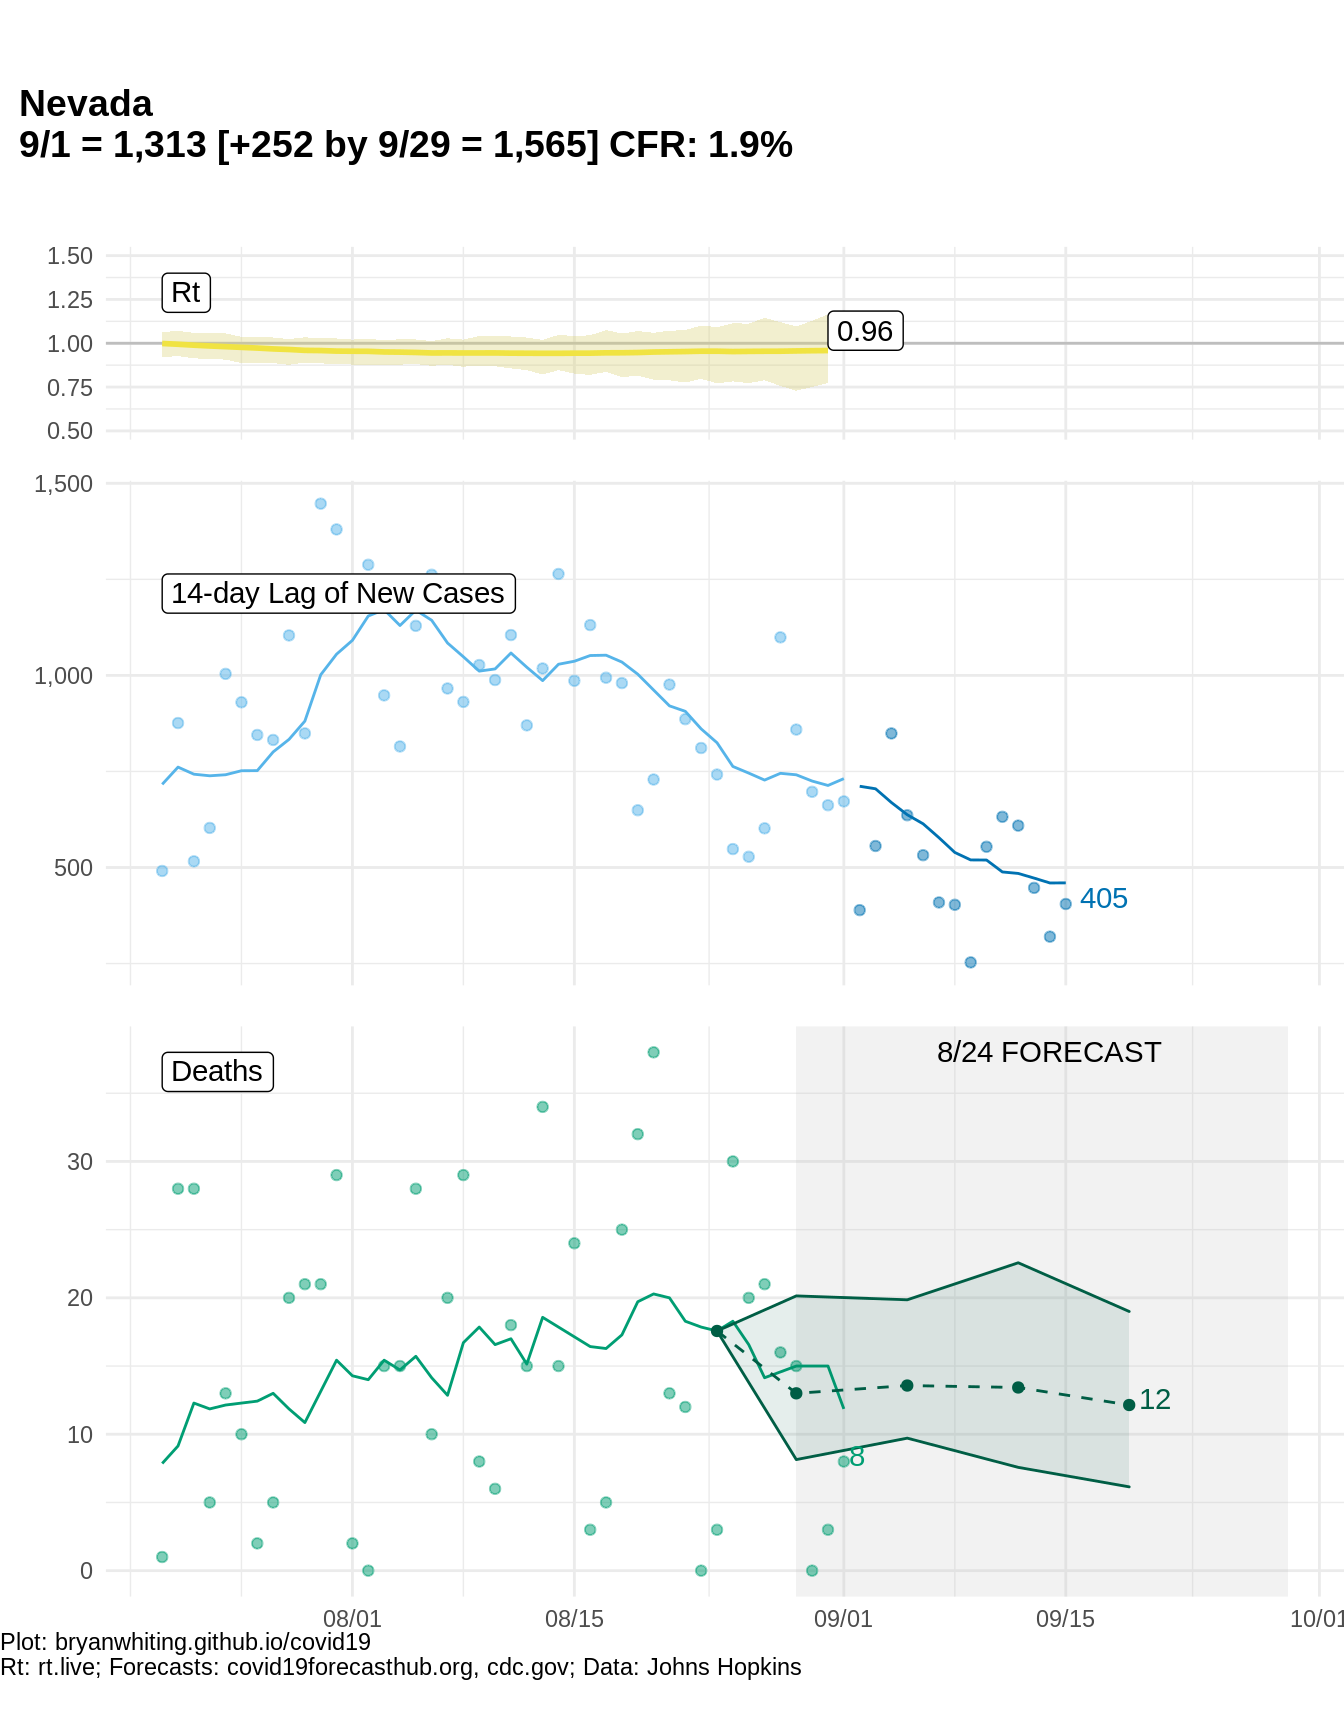 Nevada
9/1 = 1,313 [+252 by 9/29 = 1,565] CFR: 1.9%
1.50
1.25
1.00
0.75
0.50
Rt
0.96
1,500
1,000
500
14-day Lag of New Cases
405
30
20
10
0
Deaths
8/24 FORECAST
12
8
08/01 08/15 09/01 09/15 10/01
Plot: bryanwhiting.github.io/covid19
Rt: rt.live; Forecasts: covid19forecasthub.org, cdc.gov; Data: Johns Hopkins